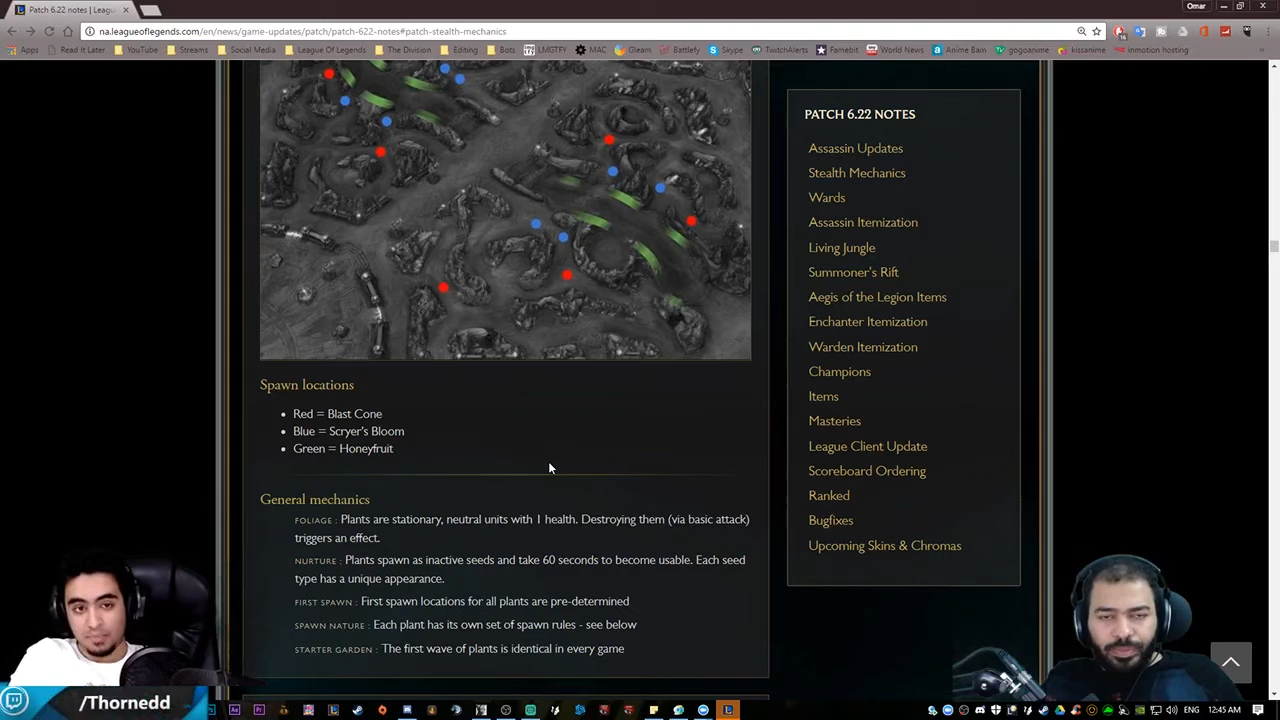 Patch 6.22 notes | Leagu
Omar
na.leagueoflegends.com/en/news/game-updates/patch/patch-622-notes#patch-stealth-mechanics
Apps Read it Later YouTube Streams Social Media League Of Legends The Division Editing Bots LMGTFY MAC Gleam Battlefy Skype TwitchAlerts Famebit World News Anime Bam gogoanime kissanime inmotion hosting
PATCH 6.22 NOTES
Assassin Updates
Stealth Mechanics
Wards
Assassin Itemization
Living Jungle
Summoner's Rift
Aegis of the Legion Items
Enchanter Itemization
Warden Itemization
Champions
Items
Masteries
League Client Update
Scoreboard Ordering
Ranked
Bugfixes
Upcoming Skins & Chromas
Spawn locations
• Red = Blast Cone
• Blue = Scryer's Bloom
• Green = Honeyfruit
General mechanics
FOLIAGE : Plants are stationary, neutral units with 1 health. Destroying them (via basic attack)
triggers an effect.
NURTURE : Plants spawn as inactive seeds and take 60 seconds to become usable. Each seed
type has a unique appearance.
FIRST SPAWN : First spawn locations for all plants are pre-determined
SPAWN NATURE : Each plant has its own set of spawn rules - see below
STARTER GARDEN : The first wave of plants is identical in every game
/Thornedd
ENG 12:45 AM